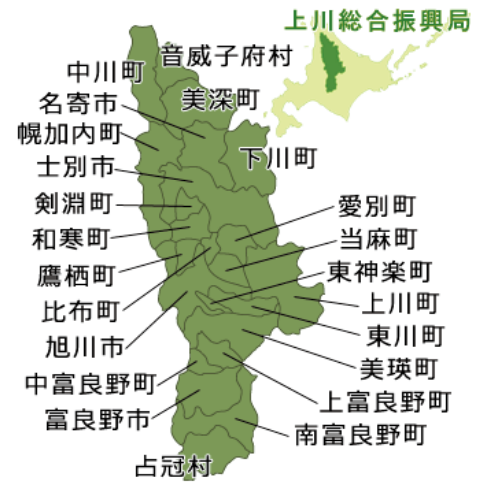 上川総合振興局
音威子府村
中川町
美深町
名寄市
幌加内町
下川町
士別市
剣淵町
愛別町
和寒町
当麻町
鷹栖町
東神楽町
比布町
上川町
旭川市
東川町
美瑛町
中富良野町
上富良野町
富良野市
南富良野町
占冠村